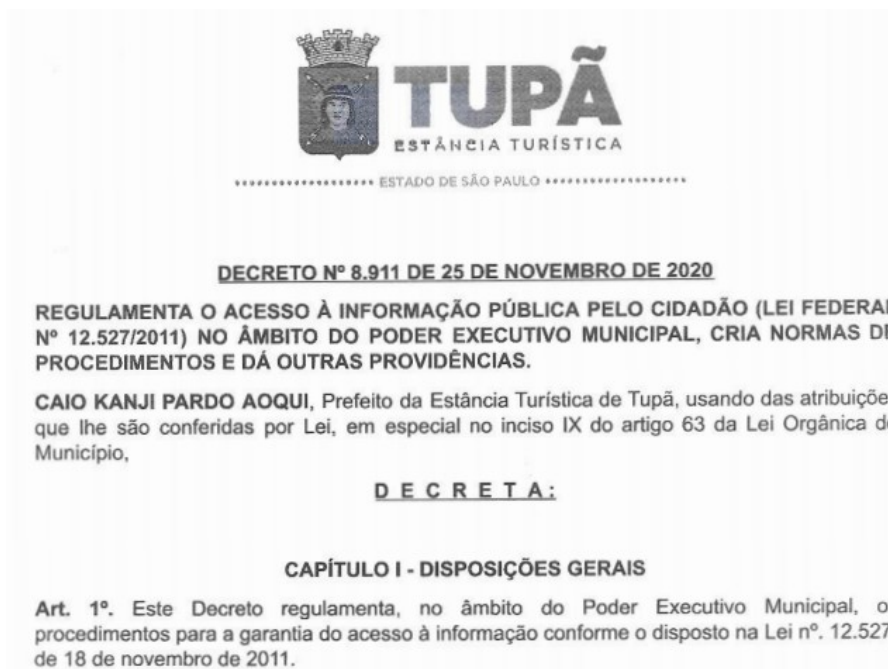 TUPÃ
ESTÂNCIA TURÍSTICA
ESTADO DE SÃO PAULO
DECRETO Nº 8.911 DE 25 DE NOVEMBRO DE 2020
REGULAMENTA O ACESSO À INFORMAÇÃO PÚBLICA PELO CIDADÃO (LEI FEDERAL
Nº 12.527/2011) NO ÂMBITO DO PODER EXECUTIVO MUNICIPAL, CRIA NORMAS DE
PROCEDIMENTOS E DÁ OUTRAS PROVIDÊNCIAS.
CAIO KANJI PARDO AOQUI, Prefeito da Estância Turística de Tupã, usando das atribuiçõe
que lhe são conferidas por Lei, em especial no inciso IX do artigo 63 da Lei Orgânica d
Município,
D E C R E T A :
CAPÍTULO I - DISPOSIÇÕES GERAIS
Art. 1º. Este Decreto regulamenta, no âmbito do Poder Executivo Municipal, o
procedimentos para a garantia do acesso à informação conforme o disposto na Lei nº. 12.527
de 18 de novembro de 2011.